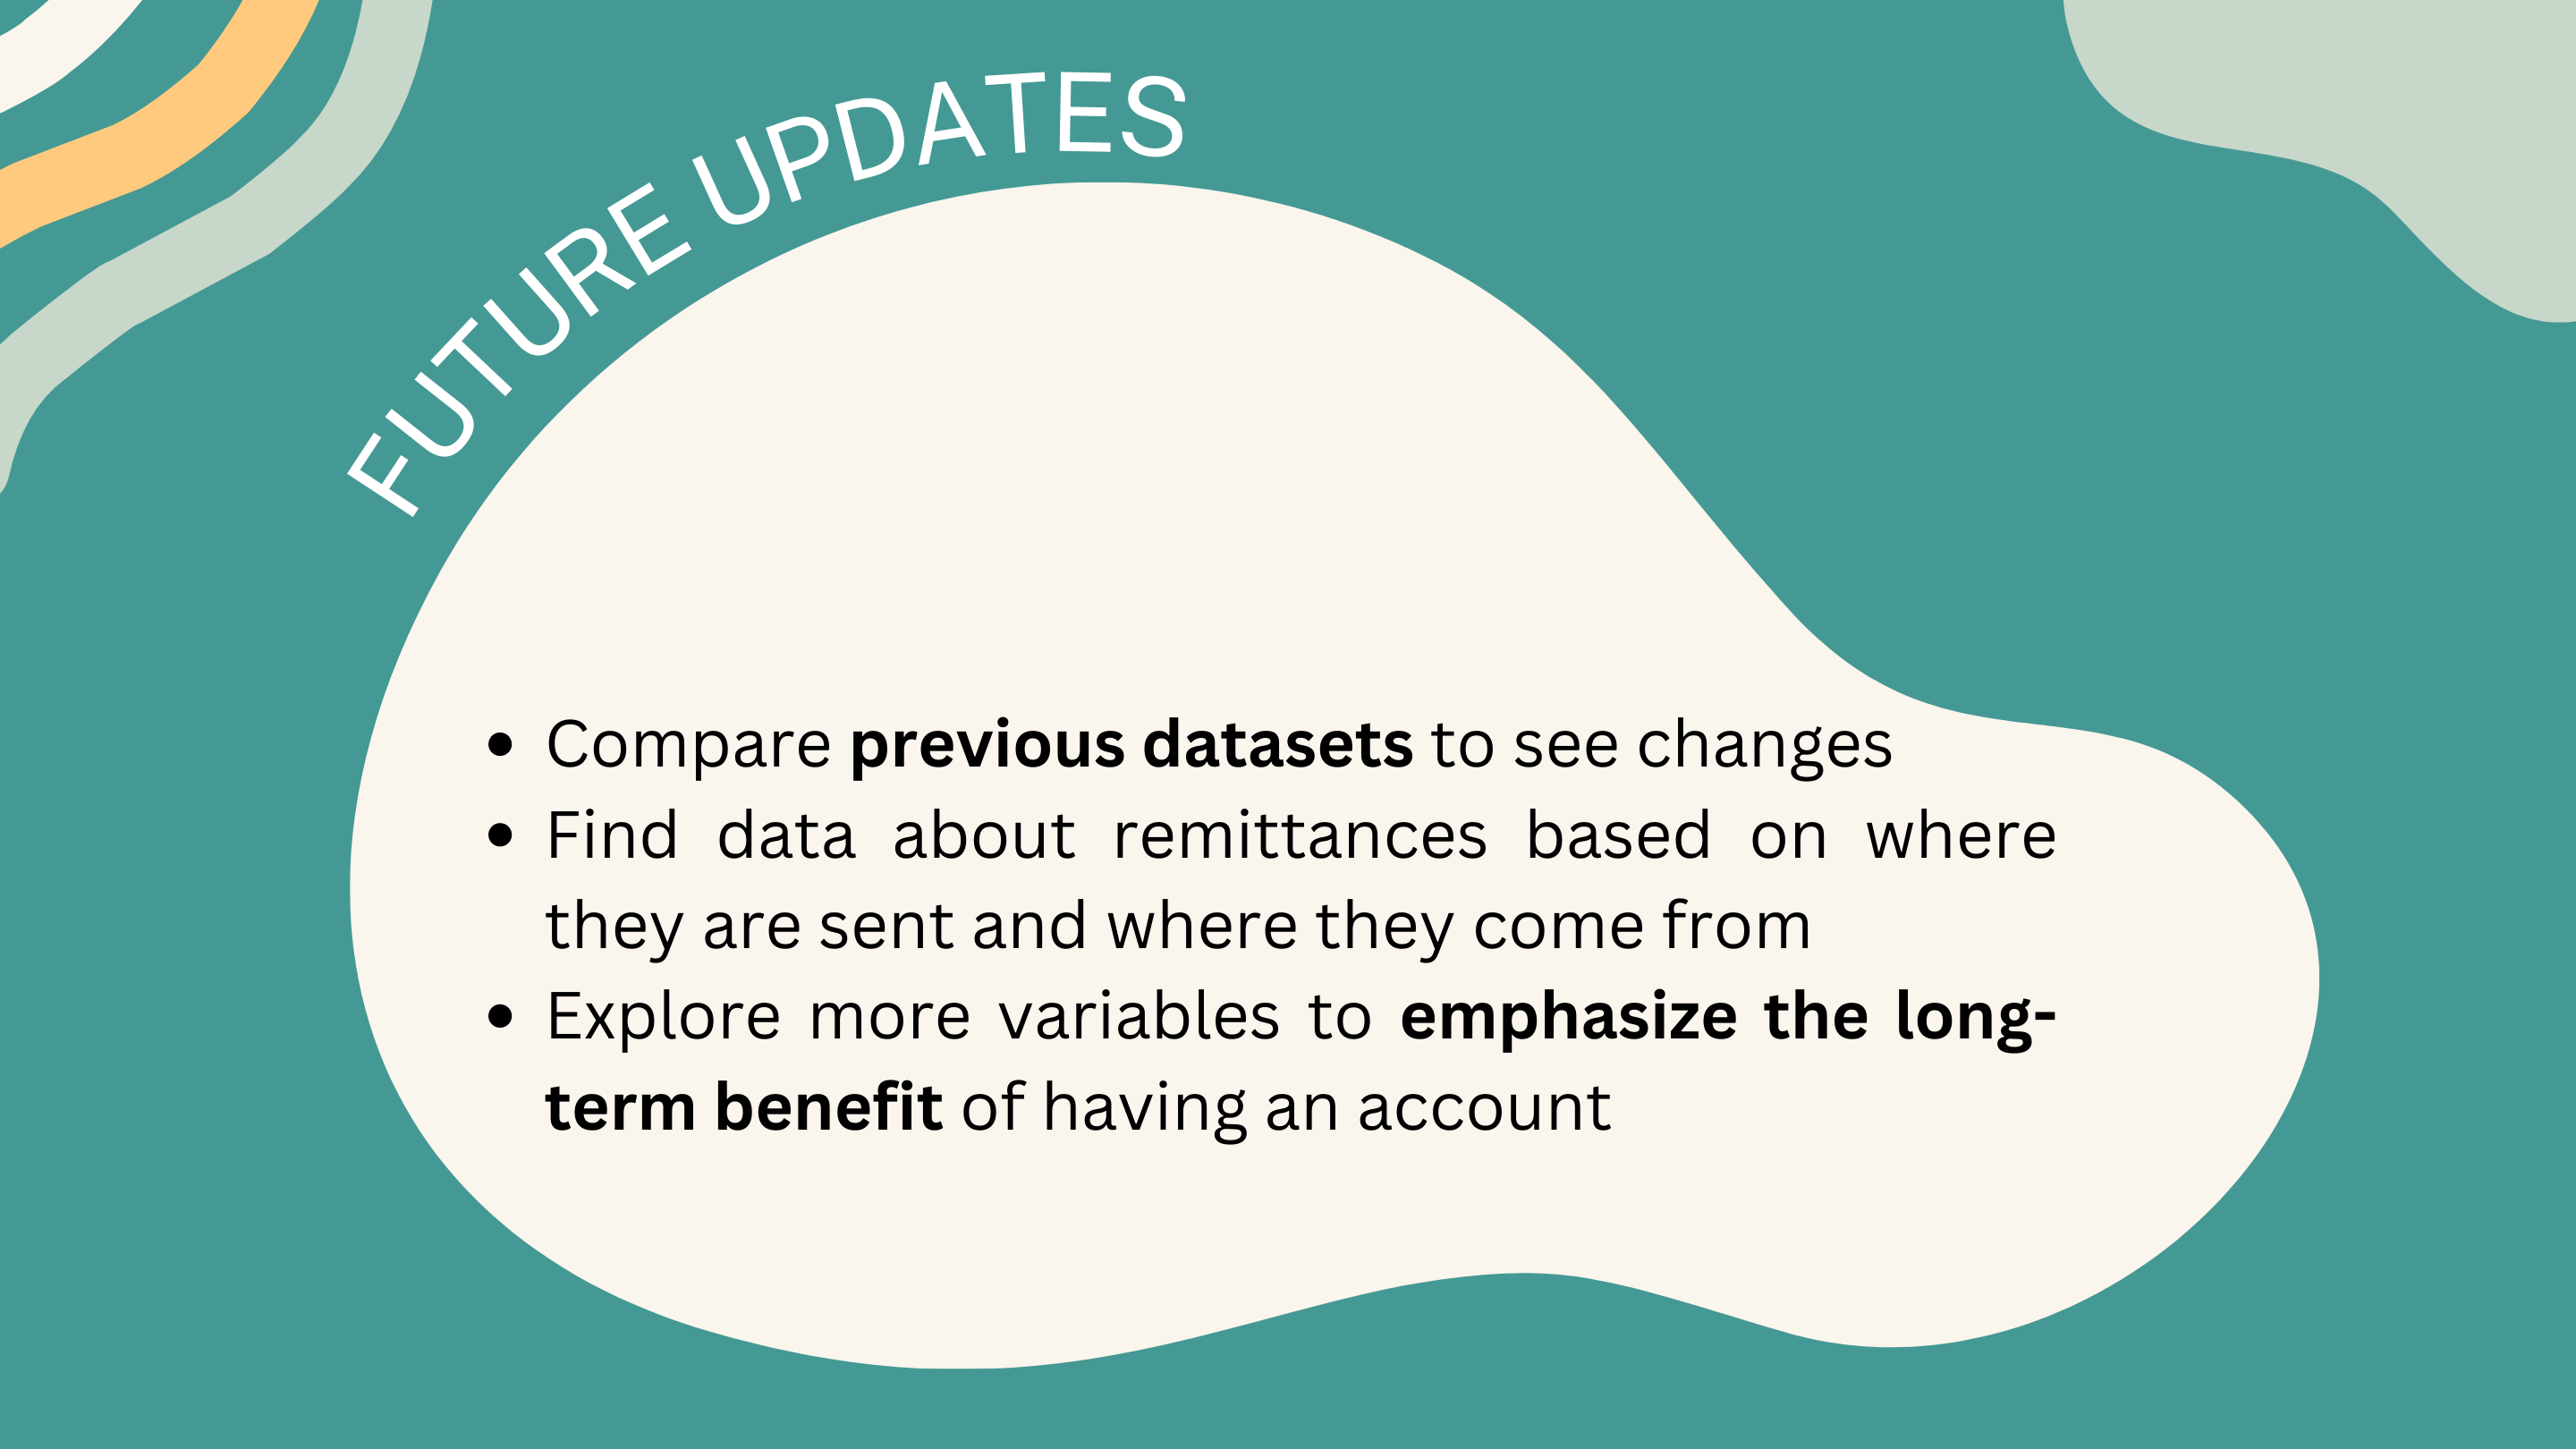 FUTURE UPDATES
• Compare previous datasets to see changes
• Find data about remittances based on where
they are sent and where they come from
• Explore more variables to emphasize the long-
term benefit of having an account